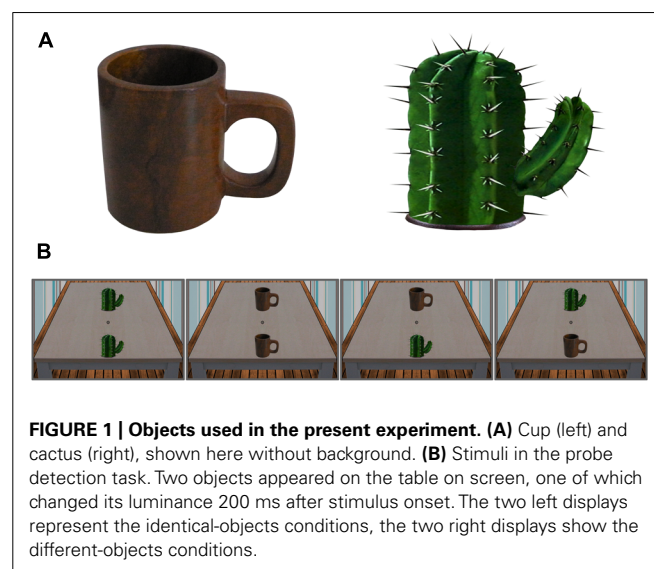 A
B
FIGURE 1 | Objects used in the present experiment. (A) Cup (left) and
cactus (right), shown here without background. (B) Stimuli in the probe
detection task. Two objects appeared on the table on screen, one of which
changed its luminance 200 ms after stimulus onset. The two left displays
represent the identical-objects conditions, the two right displays show the
different-objects conditions.